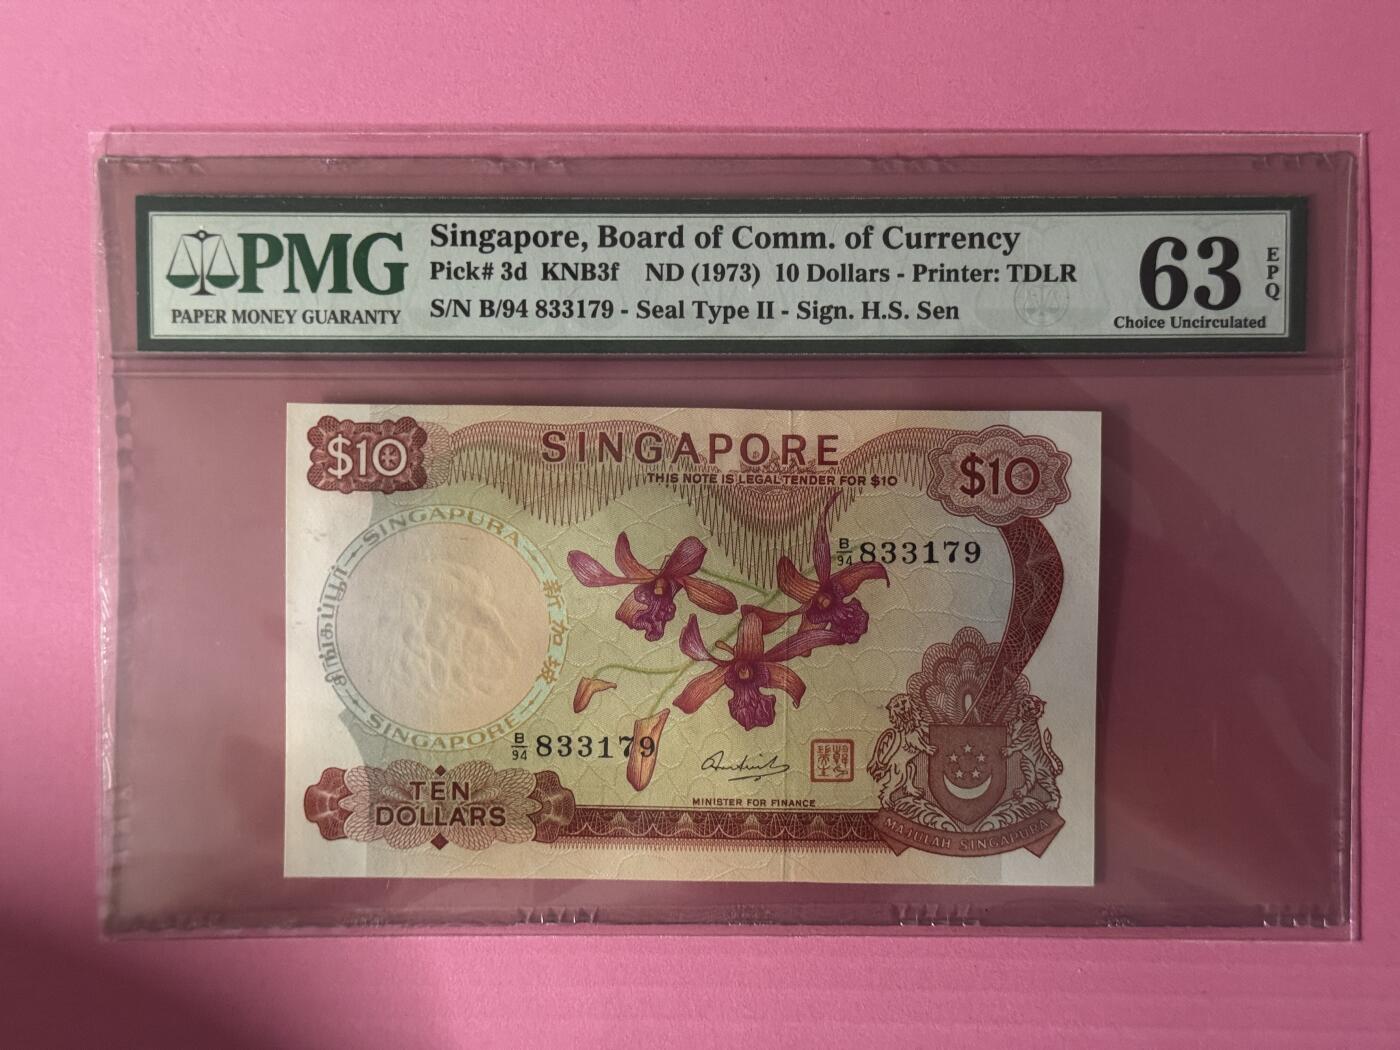 PMG
PAPER MONEY GUARANTY
Singapore, Board of Comm. of Currency
Pick# 3d KNB3f ND (1973) 10 Dollars - Printer: TDLR
S/N B/94 833179 - Seal Type II - Sign. H.S. Sen
63
EPQ
Choice Uncirculated
$10
SINGAPORE
$10
THIS NOTE IS LEGAL TENDER FOR $10
SINGAPURA
சிங்கப்பூர்
新加坡
SINGAPORE
B/94 833179
B/94 833179
MINISTER FOR FINANCE
TEN
DOLLARS
MAJULAH SINGAPURA